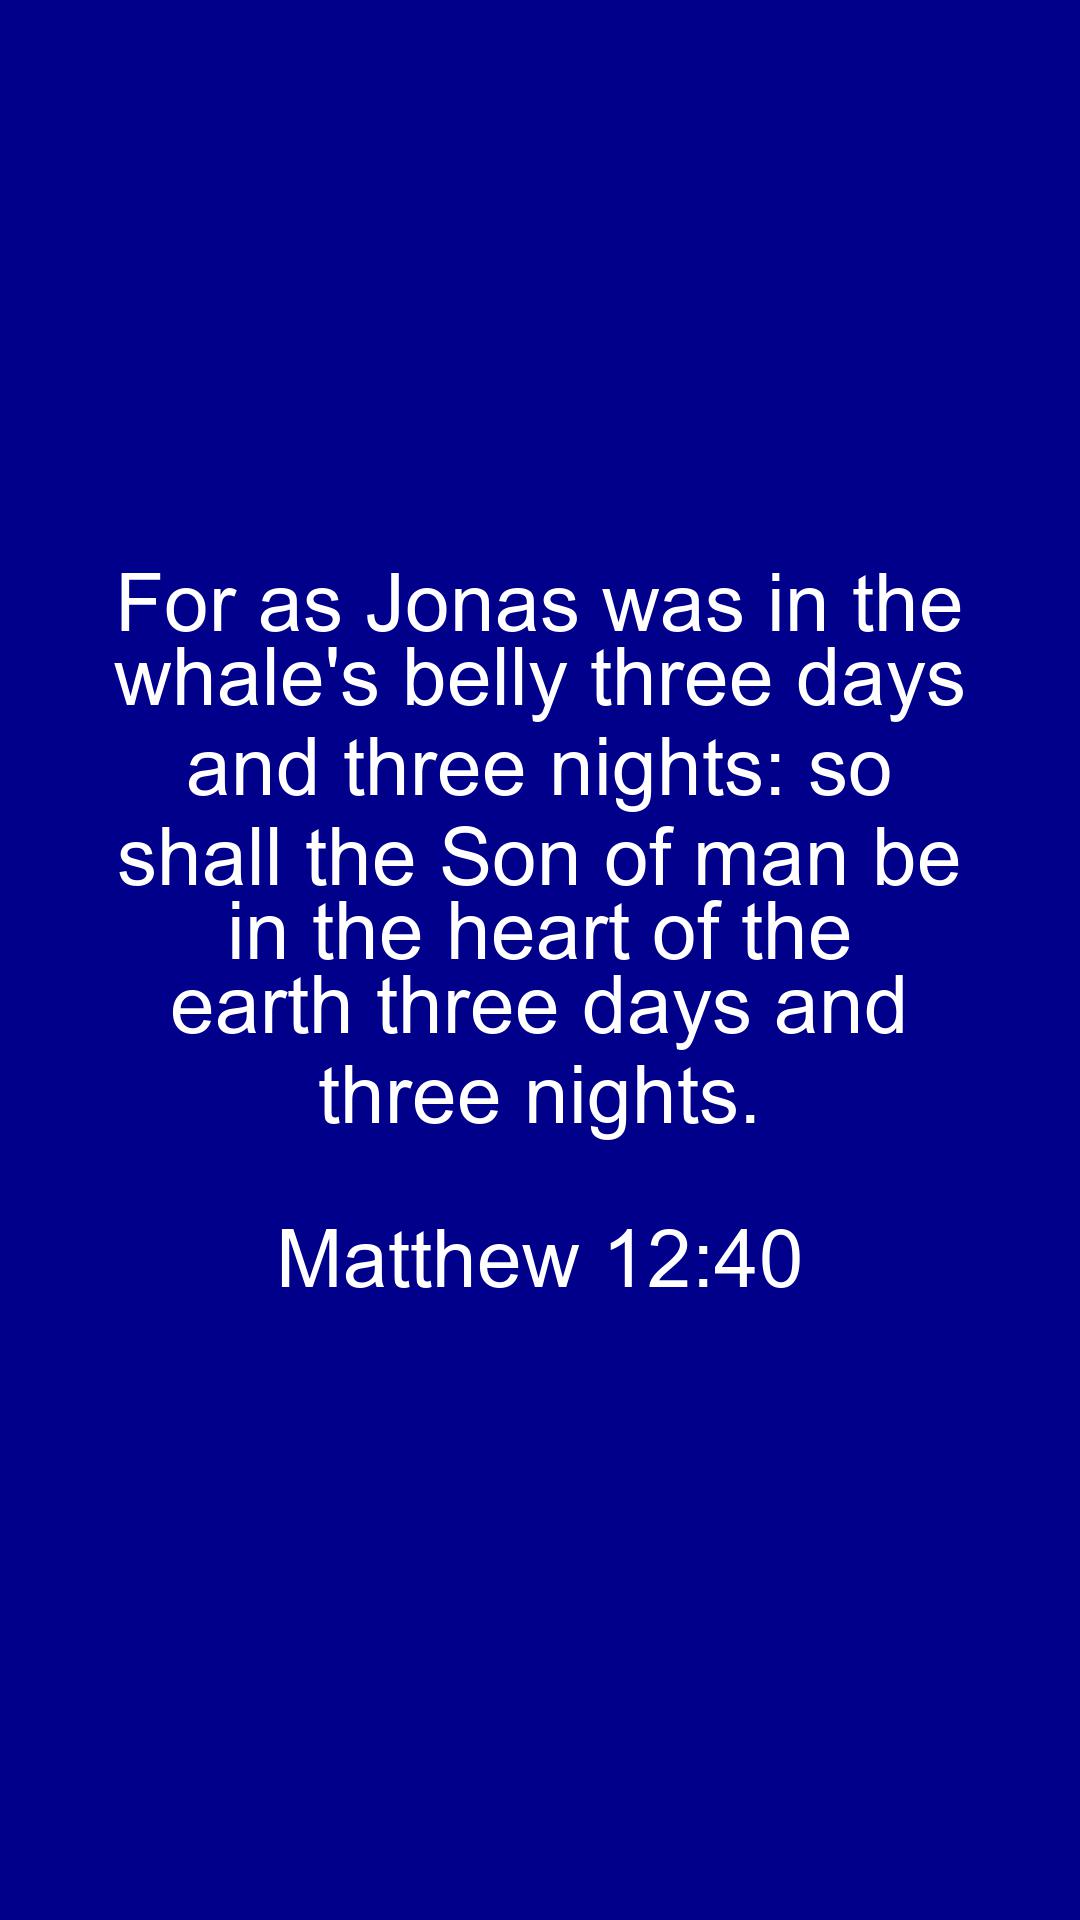 For as Jonas was in the
whale's belly three days
and three nights: so
shall the Son of man be
in the heart of the
earth three days and
three nights.
Matthew 12:40